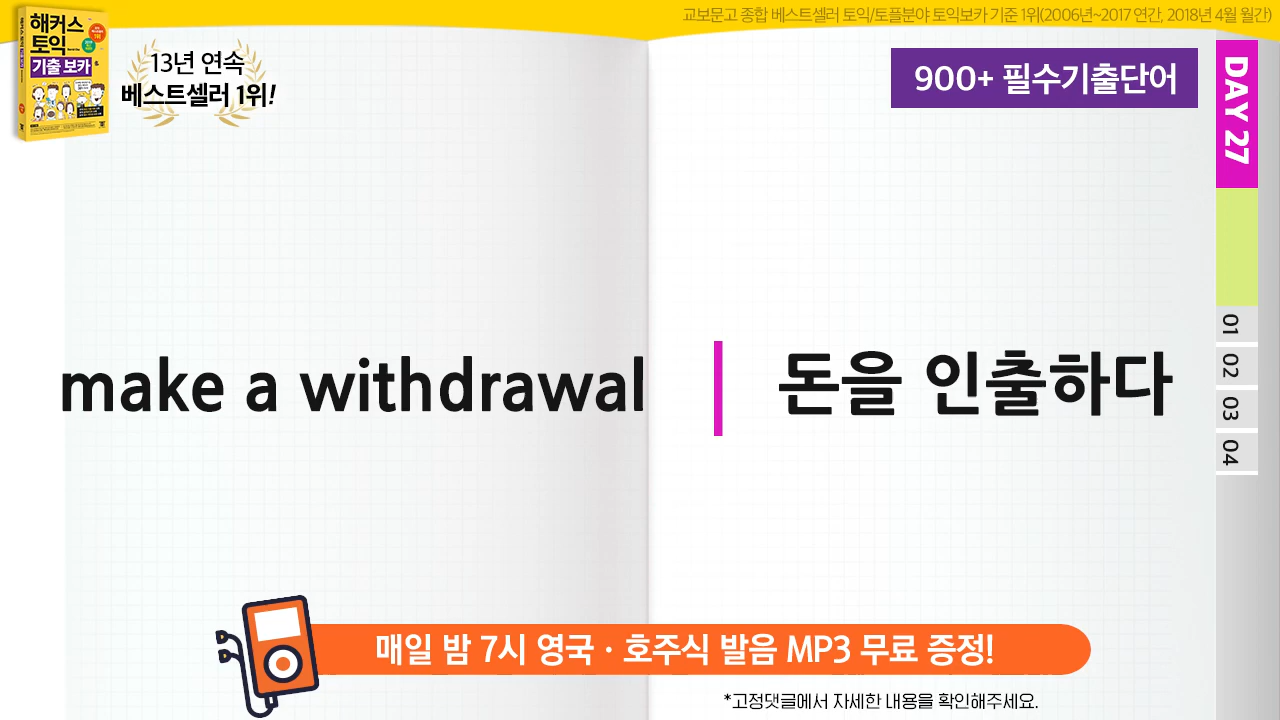 교보문고 종합 베스트셀러 토익/토플분야 토익보카 기준 1위(2006년~2017 연간, 2018년 4월 월간)
해커스
토익
기출 보카
13년 연속
베스트셀러 1위!
900+ 필수기출단어
DAY 27
01
02
03
04
make a withdrawal
돈을 인출하다
매일 밤 7시 영국·호주식 발음 MP3 무료 증정!
*고정댓글에서 자세한 내용을 확인해주세요.